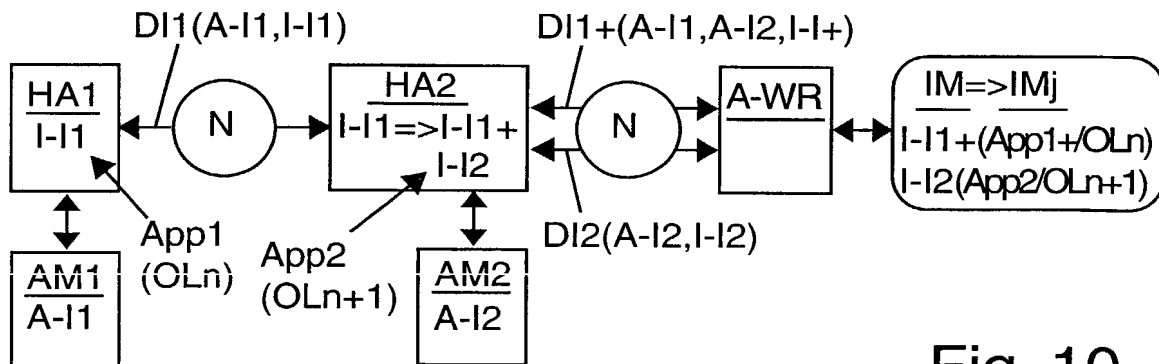 DI1(A-I1,I-I1)
DI1+(A-I1,A-I2,I-I+)
HA1
I-I1
N
HA2
I-I1=>I-I1+
I-I2
N
A-WR
IM=>IMj
I-I1+(App1+/OLn)
I-I2(App2/OLn+1)
App1
(OLn)
App2
(OLn+1)
DI2(A-I2,I-I2)
AM1
A-I1
AM2
A-I2
Fig. 10